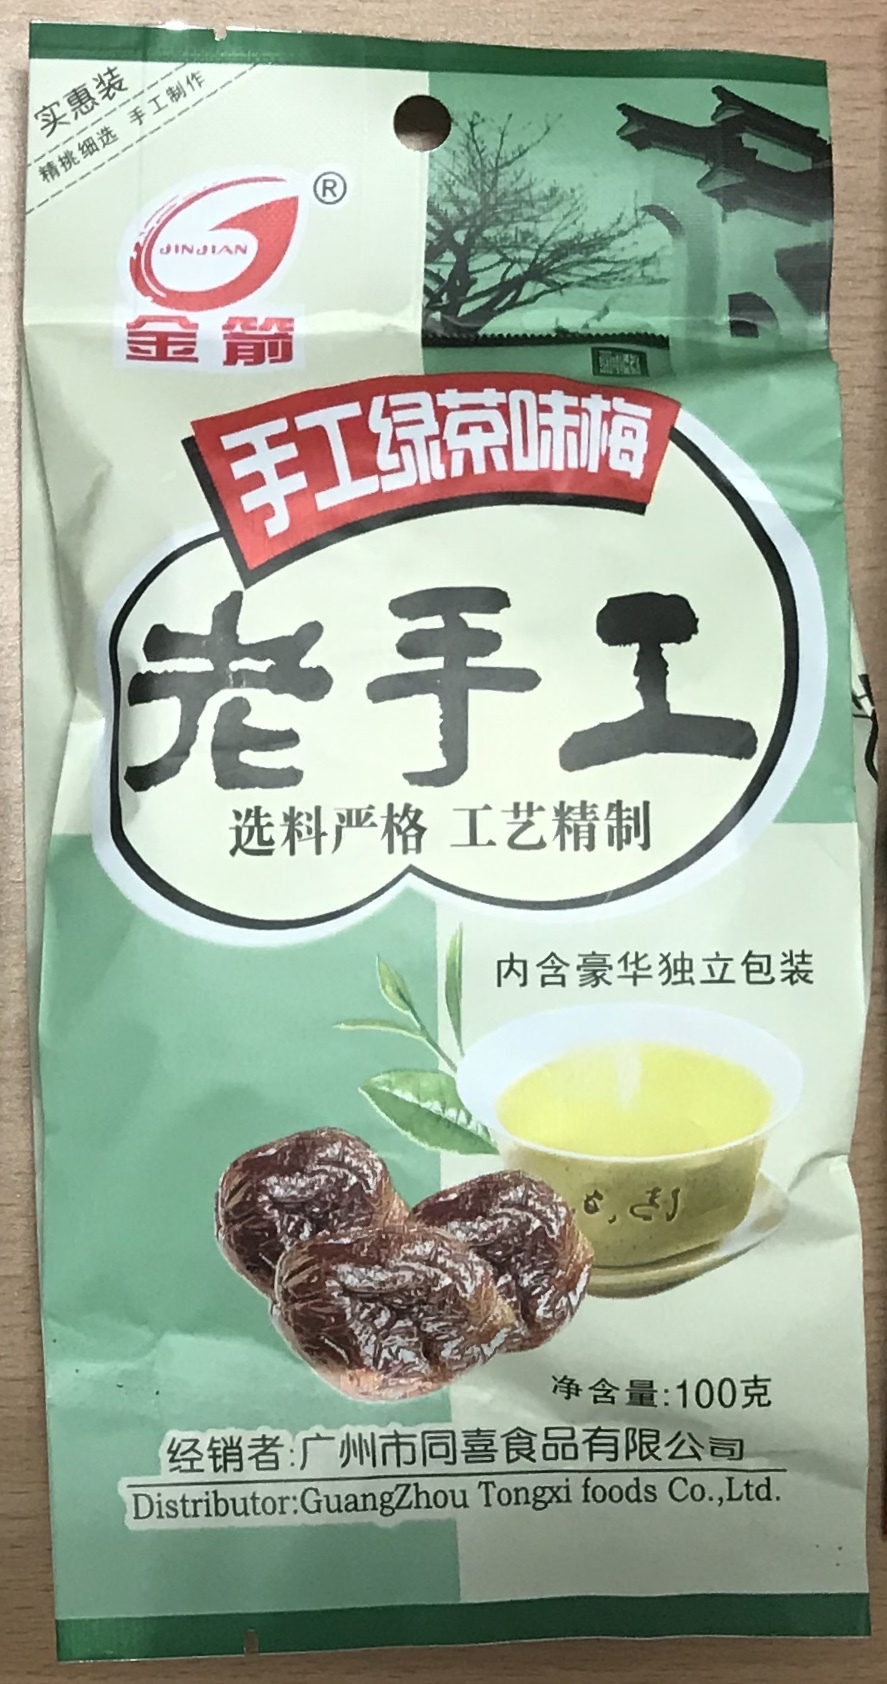 实惠装
精挑细选 手工制作
®
JINJIAN
金箭
手工绿茶味梅
老手工
选料严格 工艺精制
内含豪华独立包装
净含量:100克
经销者:广州市同喜食品有限公司
Distributor:GuangZhou Tongxi foods Co.,Ltd.